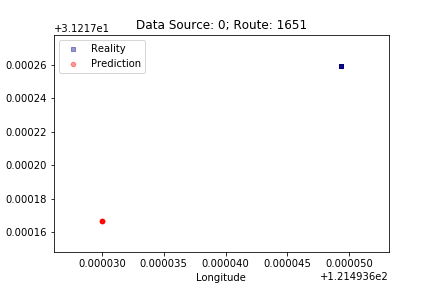 Data Source: 0; Route: 1651
+3.1217e1
Reality
Prediction
0.00026
0.00024
0.00022
0.00020
0.00018
0.00016
0.000030 0.000035 0.000040 0.000045 0.000050
Longitude
+1.214936e2